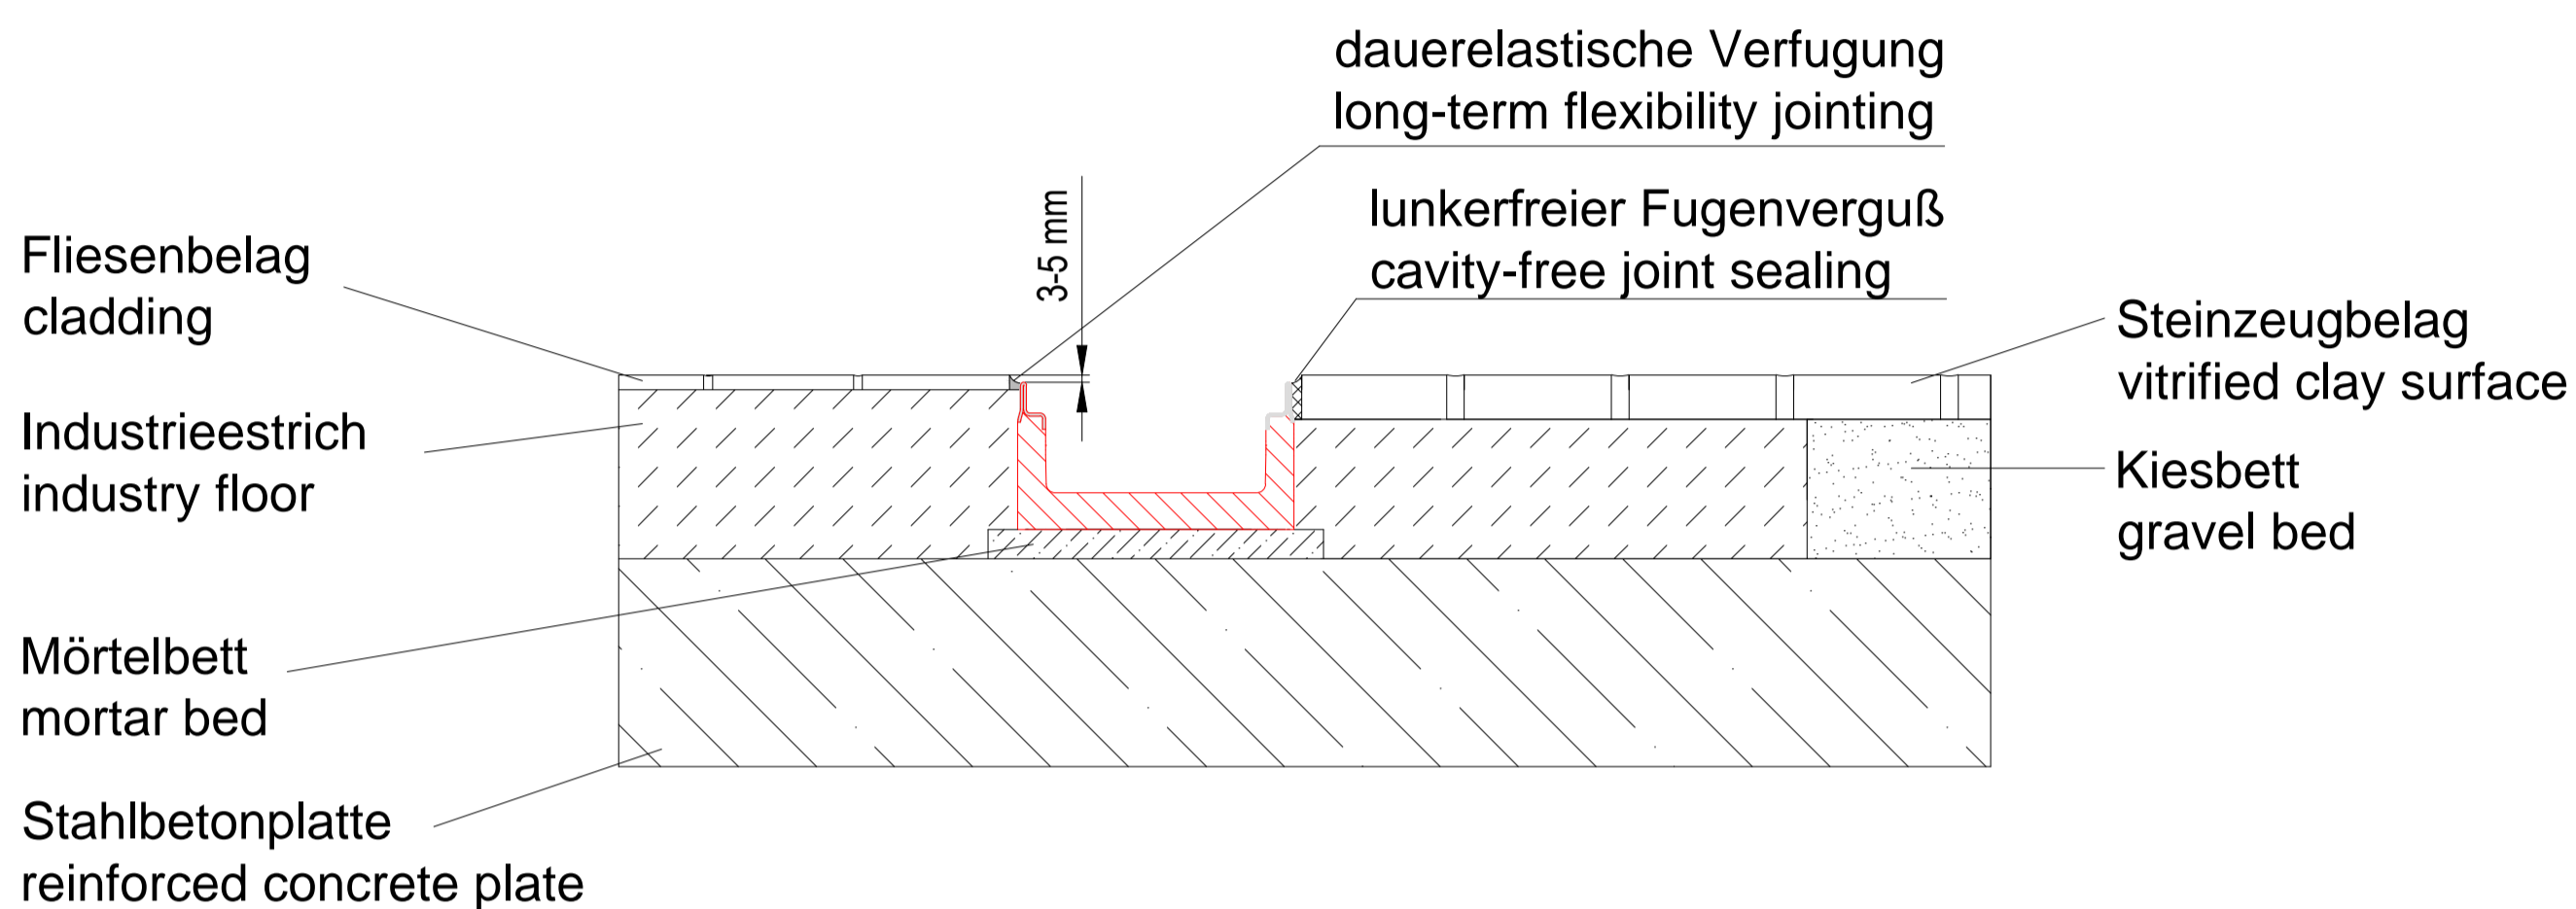 dauerelastische Verfugung
long-term flexibility jointing
lunkerfreier Fugenverguß
cavity-free joint sealing
3-5 mm
Fliesenbelag
cladding
Industrieestrich
industry floor
Mörtelbett
mortar bed
Stahlbetonplatte
reinforced concrete plate
Steinzeugbelag
vitrified clay surface
Kiesbett
gravel bed